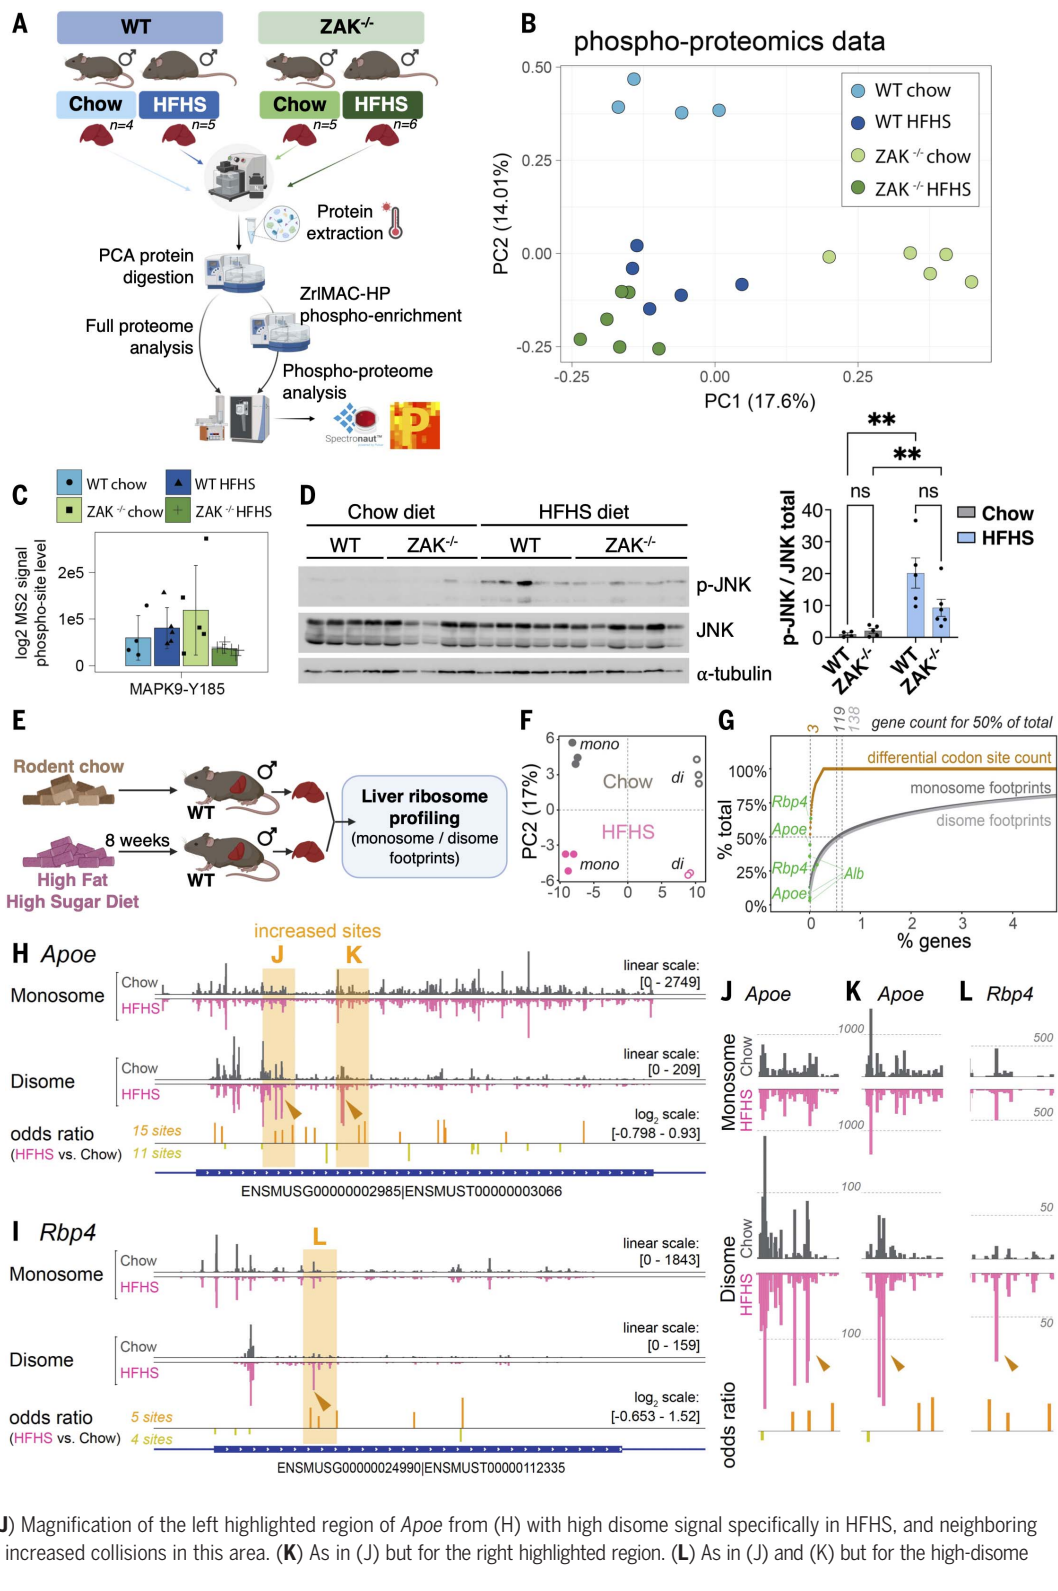 A
WT
ZAK-/-
Chow
HFHS
Chow
HFHS
n=4
n=5
n=5
n=6
Protein
extraction
PCA protein
digestion
ZrIMAC-HP
phospho-enrichment
Full proteome
analysis
Phospho-proteome
analysis
Spectronaut™
P
B
phospho-proteomics data
0.50
0.25
0.00
-0.25
PC2 (14.01%)
WT chow
WT HFHS
ZAK -/- chow
ZAK -/- HFHS
-0.25
0.00
0.25
PC1 (17.6%)
C
WT chow
WT HFHS
ZAK -/- chow
ZAK -/- HFHS
log2 MS2 signal
phospho-site level
2e5
1e5
0
MAPK9-Y185
D
Chow diet
HFHS diet
WT
ZAK-/-
WT
ZAK-/-
p-JNK
JNK
α-tubulin
**
**
ns
ns
Chow
HFHS
p-JNK / JNK total
40
30
20
10
0
WT
ZAK-/-
WT
ZAK-/-
E
Rodent chow
WT
8 weeks
WT
High Fat
High Sugar Diet
Liver ribosome
profiling
(monosome / disome
footprints)
F
PC2 (17%)
6
3
0
-3
-6
mono
di
Chow
HFHS
mono
di
-10
-5
0
5
10
G
3
119
138
gene count for 50% of total
differential codon site count
monosome footprints
disome footprints
% total
100%
75%
50%
25%
0%
Rbp4
Apoe
Rbp4
Apoe
Alb
0
1
2
3
4
% genes
H Apoe
increased sites
J
K
Monosome
Chow
HFHS
linear scale:
[0 - 2749]
Disome
Chow
HFHS
linear scale:
[0 - 209]
odds ratio
(HFHS vs. Chow)
15 sites
11 sites
log2 scale:
[-0.798 - 0.93]
ENSMUSG00000002985|ENSMUST00000003066
I Rbp4
L
Monosome
Chow
HFHS
linear scale:
[0 - 1843]
Disome
Chow
HFHS
linear scale:
[0 - 159]
odds ratio
(HFHS vs. Chow)
5 sites
4 sites
log2 scale:
[-0.653 - 1.52]
ENSMUSG00000024990|ENSMUST00000112335
J Apoe
K Apoe
L Rbp4
Monosome
Chow
HFHS
1000
1000
500
500
Disome
Chow
HFHS
100
100
50
50
odds ratio
J) Magnification of the left highlighted region of Apoe from (H) with high disome signal specifically in HFHS, and neighboring
increased collisions in this area. (K) As in (J) but for the right highlighted region. (L) As in (J) and (K) but for the high-disome